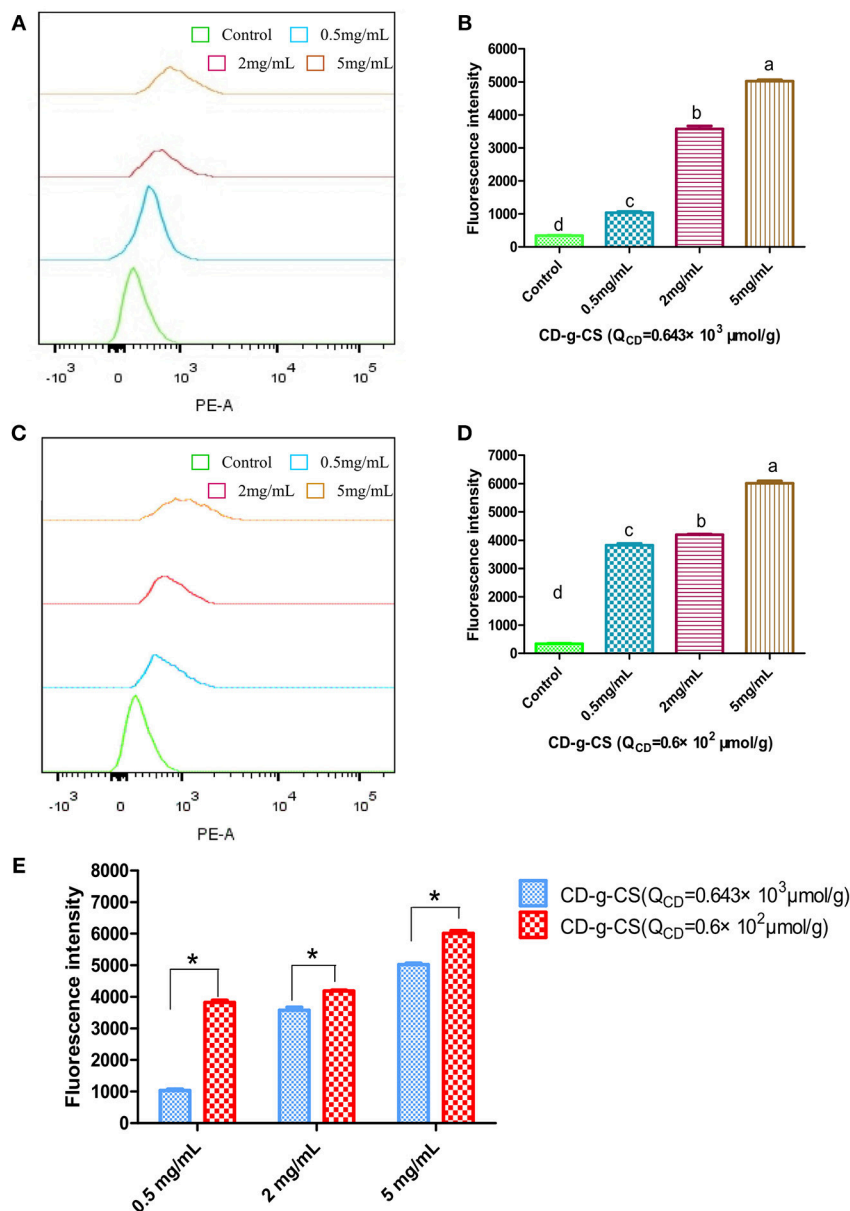 A
Control 0.5mg/mL
2mg/mL 5mg/mL
-10³ 0 10³ 10⁴ 10⁵
PE-A
B
Fluorescence intensity
6000
5000
4000
3000
2000
1000
0
d c b a
Control 0.5mg/mL 2mg/mL 5mg/mL
CD-g-CS (Q_CD=0.643× 10³ µmol/g)
C
Control 0.5mg/mL
2mg/mL 5mg/mL
-10³ 0 10³ 10⁴ 10⁵
PE-A
D
Fluorescence intensity
7000
6000
5000
4000
3000
2000
1000
0
d c b a
Control 0.5mg/mL 2mg/mL 5mg/mL
CD-g-CS (Q_CD=0.6× 10² µmol/g)
E
Fluorescence intensity
8000
7000
6000
5000
4000
3000
2000
1000
0
* * *
0.5 mg/mL 2 mg/mL 5 mg/mL
CD-g-CS(Q_CD=0.643× 10³µmol/g)
CD-g-CS(Q_CD=0.6× 10²µmol/g)